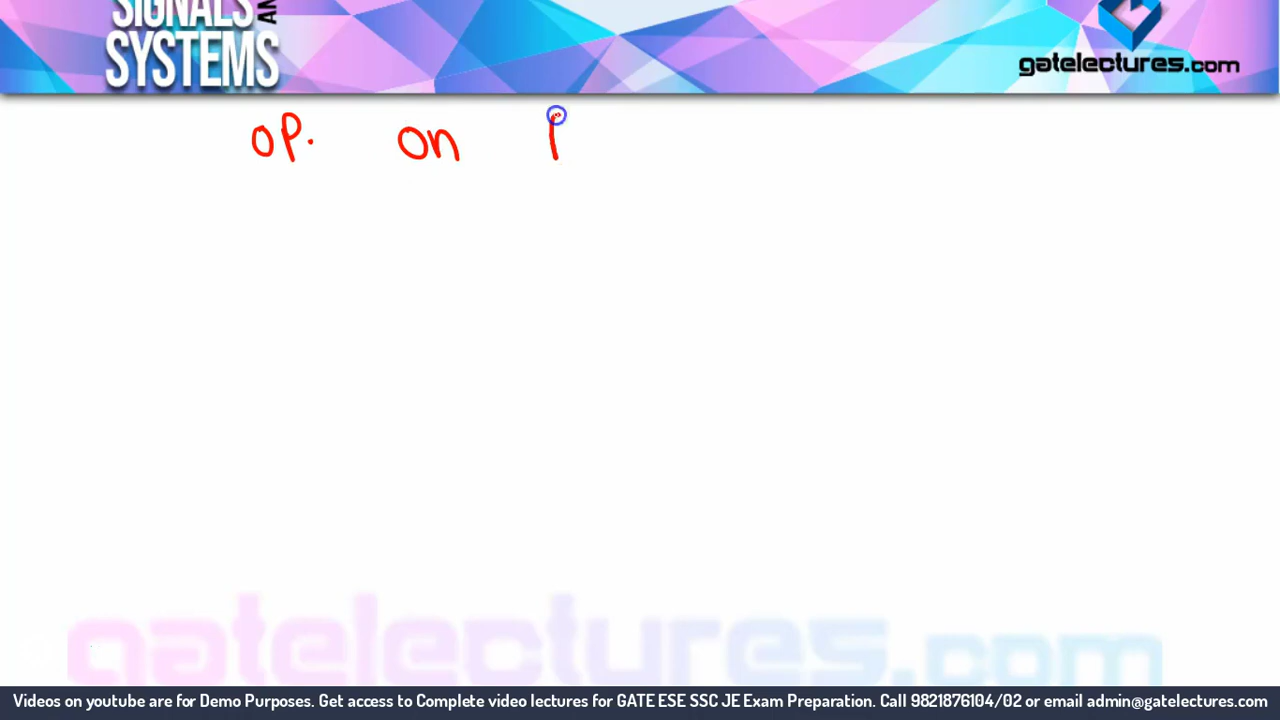 SIGNALS AND
SYSTEMS
gatelectures.com
OP. On
gatelectures.com
Videos on youtube are for Demo Purposes. Get access to Complete video lectures for GATE ESE SSC JE Exam Preparation. Call 9821876104/02 or email admin@gatelectures.com